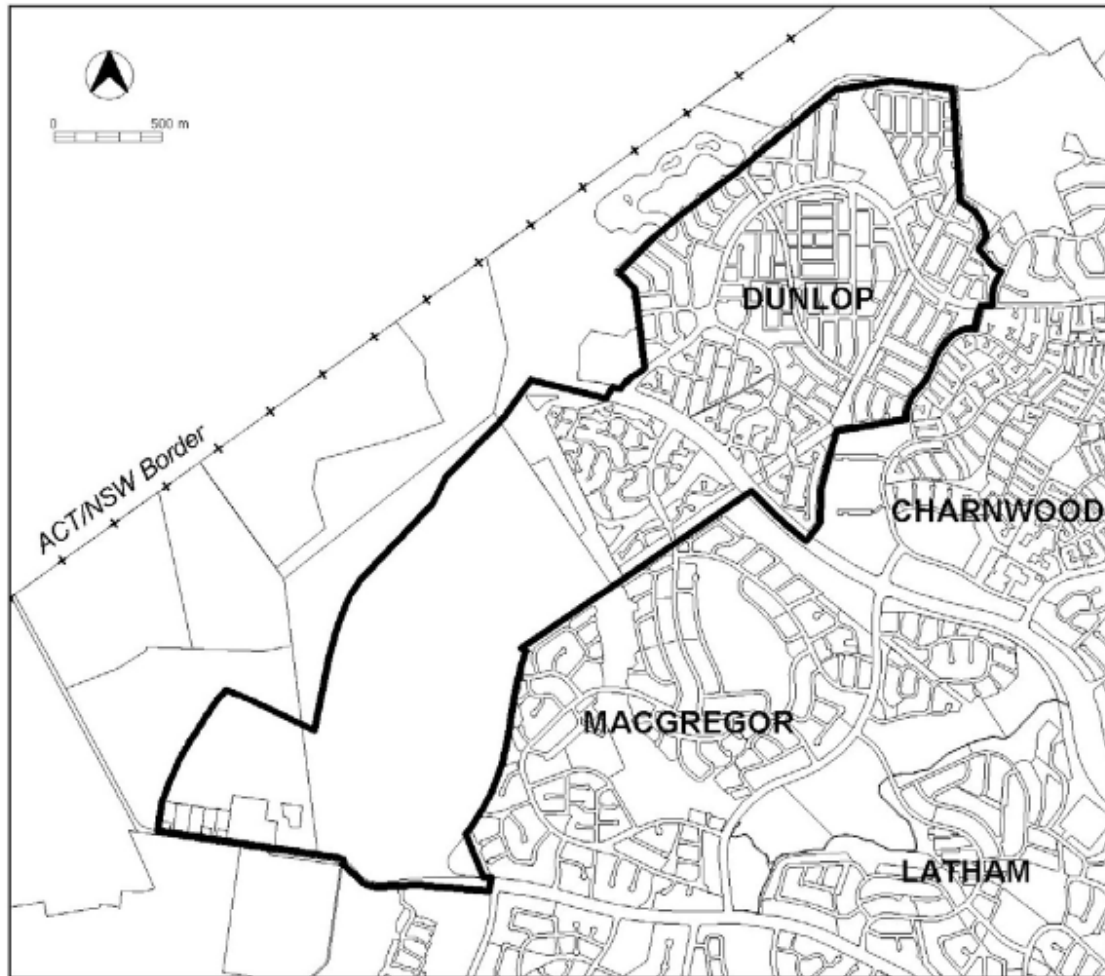 0 500 m
DUNLOP
ACT/NSW Border
CHARNWOOD
MACGREGOR
LATHAM